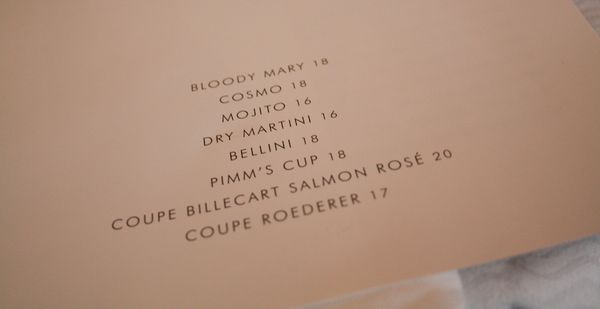 BLOODY MARY 18
COSMO 18
MOJITO 16
DRY MARTINI 16
BELLINI 18
PIMM'S CUP 18
COUPE BILLECART SALMON ROSÉ 20
COUPE ROEDERER 17